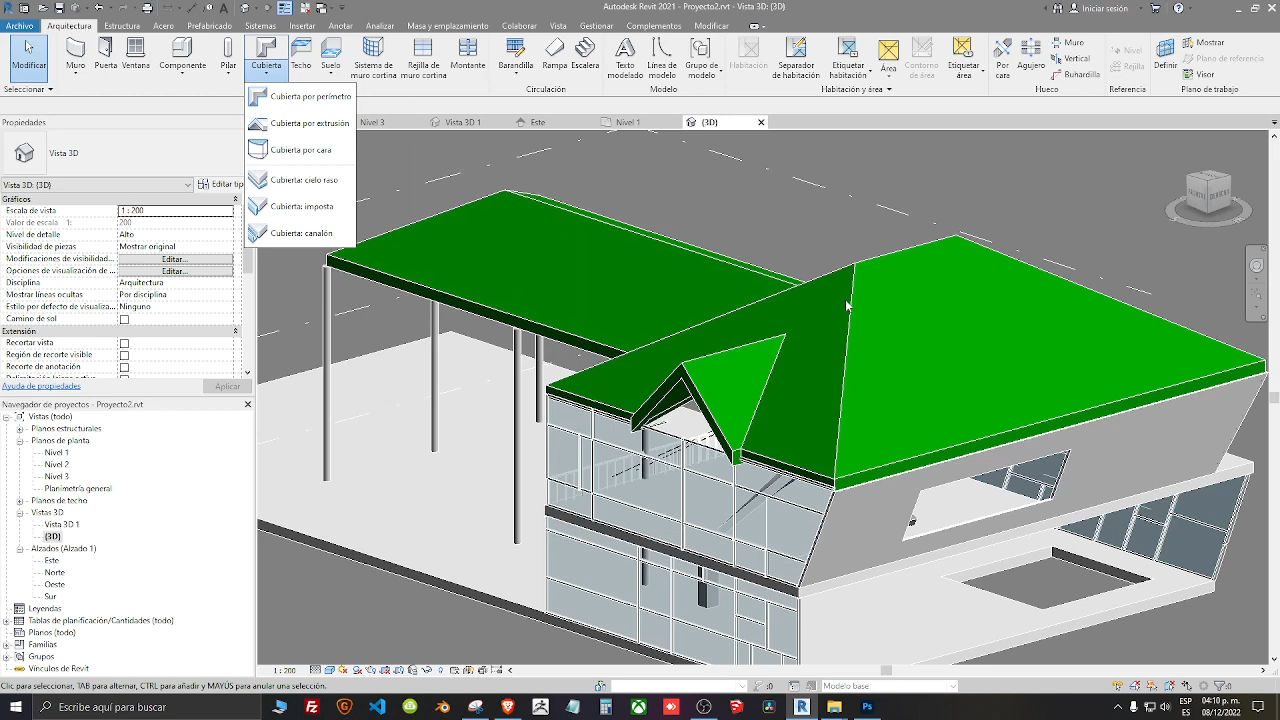 Autodesk Revit 2021 - Proyecto2.rvt - Vista 3D: {3D}
Iniciar sesión
Archivo Arquitectura Estructura Acero Prefabricado Sistemas Insertar Anotar Analizar Masa y emplazamiento Colaborar Vista Gestionar Complementos Modificar
Modificar
Muro
Puerta
Ventana
Componente
Pilar
Cubierta
Techo
Suelo
Sistema de muro cortina
Rejilla de muro cortina
Montante
Barandilla
Rampa
Escalera
Texto modelado
Línea de modelo
Grupo de modelo
Habitación
Separador de habitación
Etiquetar habitación
Área
Contorno de área
Etiquetar área
Por cara
Agujero
Muro
Vertical
Buhardilla
Nivel
Rejilla
Definir
Mostrar
Plano de referencia
Visor
Seleccionar
Circulación
Modelo
Habitación y área
Hueco
Referencia
Plano de trabajo
Cubierta por perímetro
Cubierta por extrusión
Cubierta por cara
Cubierta: cielo raso
Cubierta: imposta
Cubierta: canalón
Nivel 3
Vista 3D 1
Este
Nivel 1
{3D}
Propiedades
Vista 3D
Vista 3D: {3D}
Editar tip
Gráficos
Escala de vista 1 : 200
Valor de escala 1: 200
Nivel de detalle Alto
Visibilidad de piezas Mostrar original
Modificaciones de visibilidad... Editar...
Opciones de visualización de ... Editar...
Disciplina Arquitectura
Mostrar líneas ocultas Por disciplina
Estilo por defecto de visualiza... Ninguno
Camino de sol
Extensión
Recortar vista
Región de recorte visible
Recorte de anotación
Ayuda de propiedades
Aplicar
Navegador de proyectos - Proyecto2.rvt
Vistas (todo)
Planos estructurales
Planos de planta
Nivel 1
Nivel 2
Nivel 3
Planimetría general
Planos de techo
Vistas 3D
Vista 3D 1
{3D}
Alzados (Alzado 1)
Este
Norte
Oeste
Sur
Leyendas
Tablas de planificación/Cantidades (todo)
Planos (todo)
Familias
Grupos
Vínculos de Revit
1 : 200
Clic para seleccionar, TAB para alternar, CTRL para añadir y MAYÚS para anular una selección.
:0
Modelo base
:0
Escribe aquí para buscar
ESP
ES
04:10 p. m.
08/12/2022